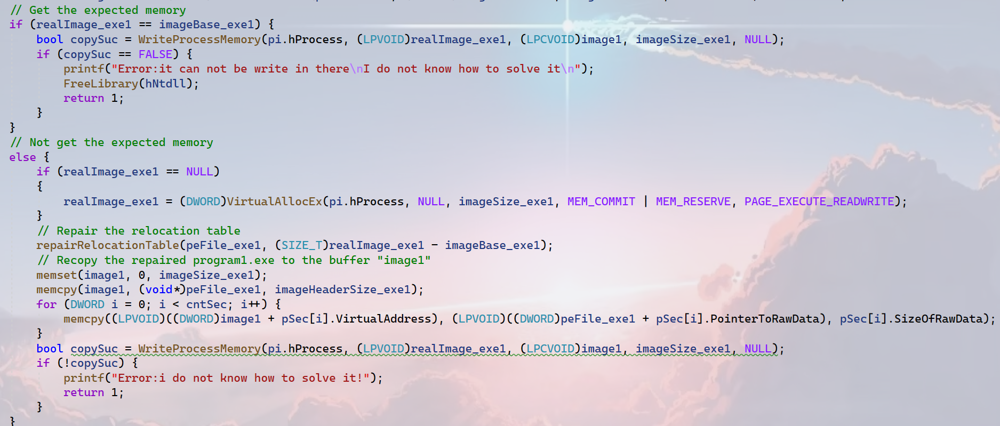 // Get the expected memory
if (realImage_exe1 == imageBase_exe1) {
    bool copySuc = WriteProcessMemory(pi.hProcess, (LPVOID)realImage_exe1, (LPCVOID)image1, imageSize_exe1, NULL);
    if (copySuc == FALSE) {
        printf("Error:it can not be write in there\nI do not know how to solve it\n");
        FreeLibrary(hNtdll);
        return 1;
    }
}
// Not get the expected memory
else {
    if (realImage_exe1 == NULL)
    {
        realImage_exe1 = (DWORD)VirtualAllocEx(pi.hProcess, NULL, imageSize_exe1, MEM_COMMIT | MEM_RESERVE, PAGE_EXECUTE_READWRITE);
    }
    // Repair the relocation table
    repairRelocationTable(peFile_exe1, (SIZE_T)realImage_exe1 - imageBase_exe1);
    // Recopy the repaired program1.exe to the buffer "image1"
    memset(image1, 0, imageSize_exe1);
    memcpy(image1, (void*)peFile_exe1, imageHeaderSize_exe1);
    for (DWORD i = 0; i < cntSec; i++) {
        memcpy((LPVOID)((DWORD)image1 + pSec[i].VirtualAddress), (LPVOID)((DWORD)peFile_exe1 + pSec[i].PointerToRawData), pSec[i].SizeOfRawData);
    }
    bool copySuc = WriteProcessMemory(pi.hProcess, (LPVOID)realImage_exe1, (LPCVOID)image1, imageSize_exe1, NULL);
    if (!copySuc) {
        printf("Error:i do not know how to solve it!");
        return 1;
    }
}